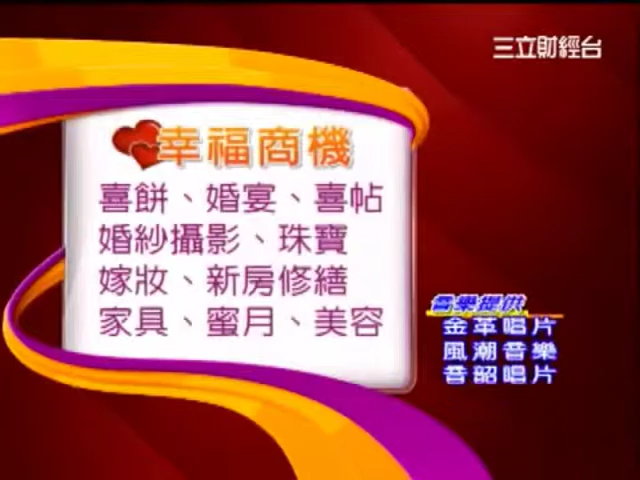 三立財經台
幸福商機
喜餅、婚宴、喜帖
婚紗攝影、珠寶
嫁妝、新房修繕
家具、蜜月、美容
音樂提供
金革唱片
風潮音樂
音韶唱片